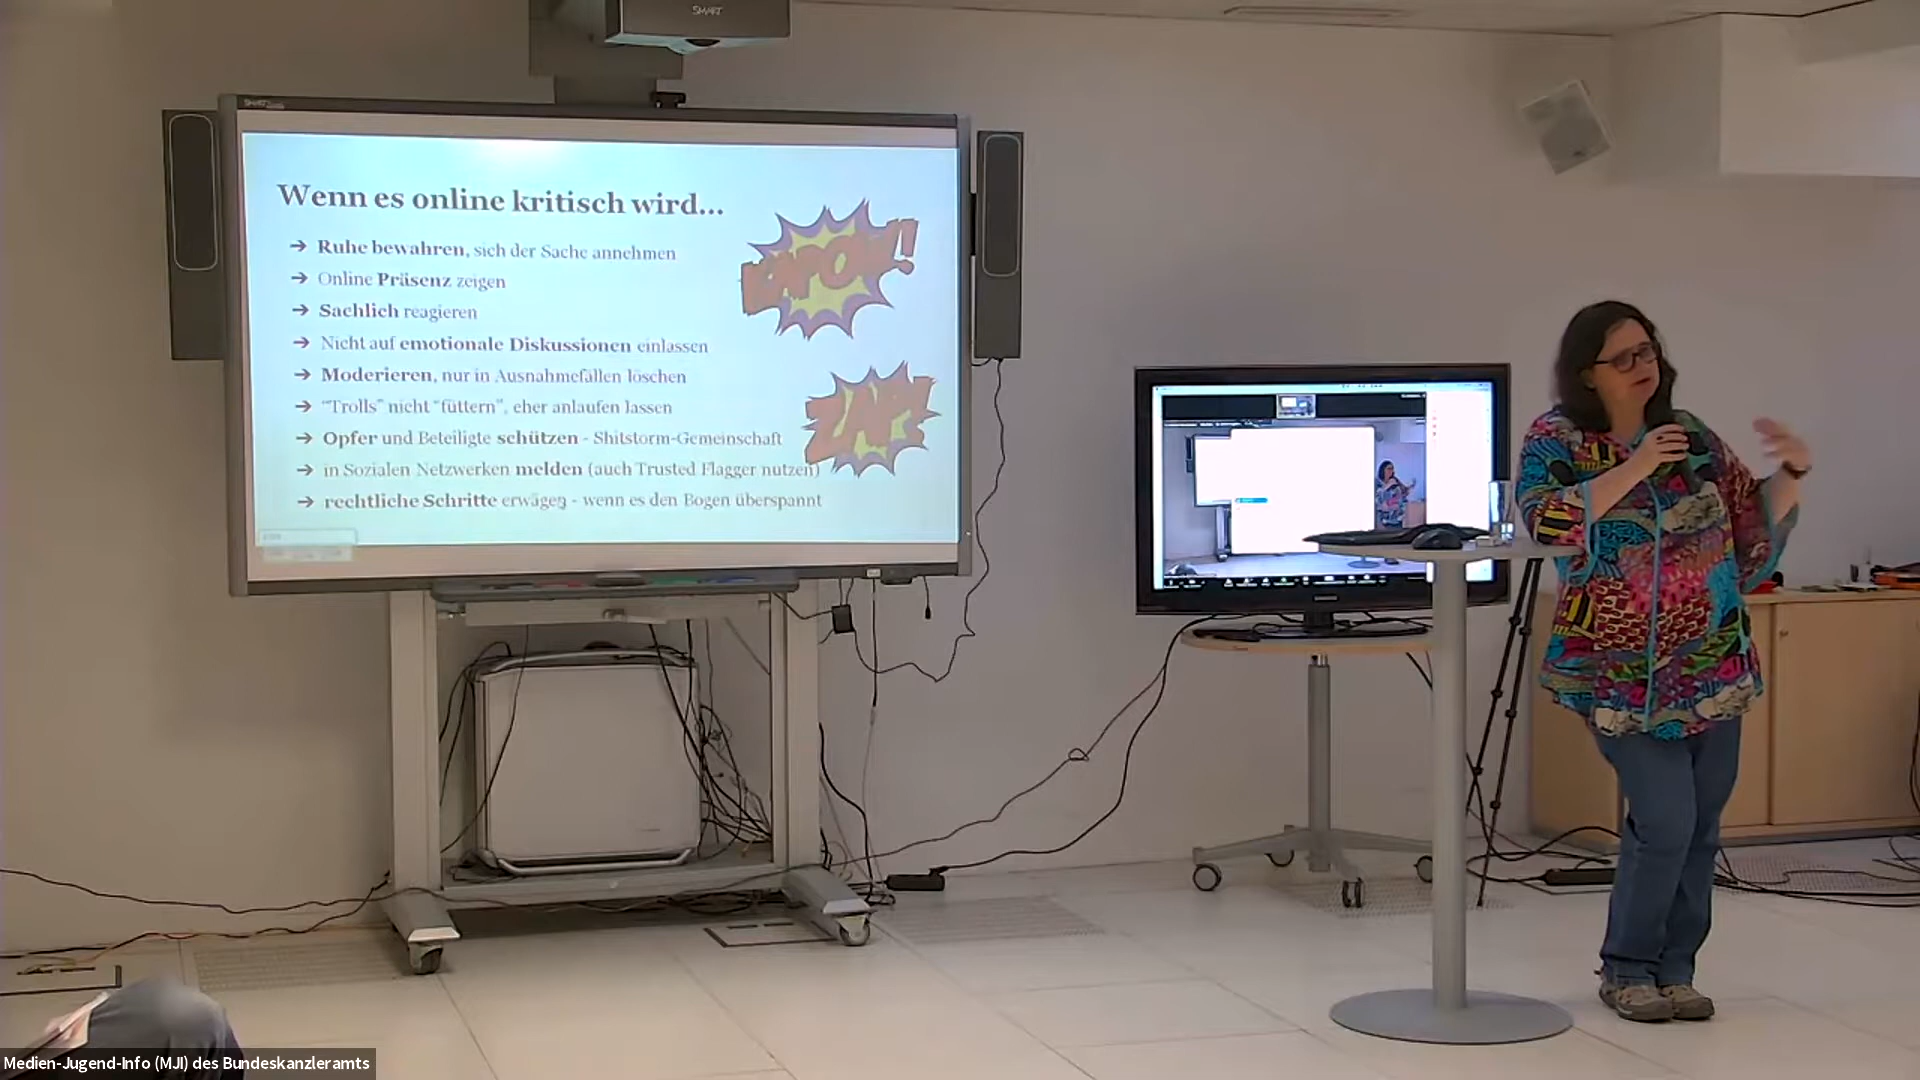 SMART
SMART
Wenn es online kritisch wird...
➔ Ruhe bewahren, sich der Sache annehmen
➔ Online Präsenz zeigen
➔ Sachlich reagieren
➔ Nicht auf emotionale Diskussionen einlassen
➔ Moderieren, nur in Ausnahmefällen löschen
➔ "Trolls" nicht "füttern", eher anlaufen lassen
➔ Opfer und Beteiligte schützen - Shitstorm-Gemeinschaft
➔ in Sozialen Netzwerken melden (auch Trusted Flagger nutzen)
➔ rechtliche Schritte erwägen - wenn es den Bogen überspannt
KAPOW!
ZAP!
SAMSUNG
Medien-Jugend-Info (MJI) des Bundeskanzleramts